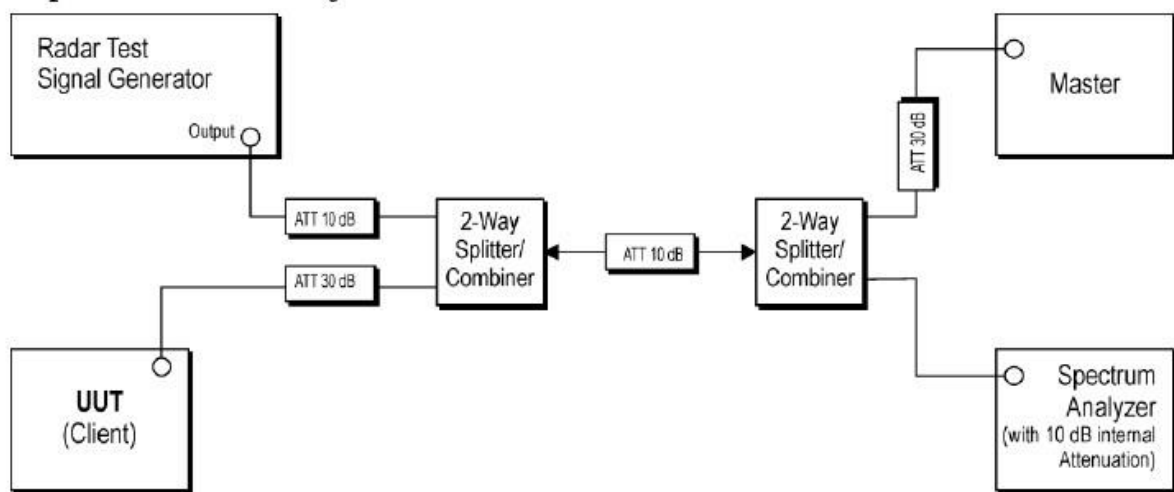 Radar Test
Signal Generator
Output
ATT 10 dB
ATT 30 dB
2-Way
Splitter/
Combiner
ATT 10 dB
2-Way
Splitter/
Combiner
ATT 30 dB
Master
UUT
(Client)
Spectrum
Analyzer
(with 10 dB internal
Attenuation)